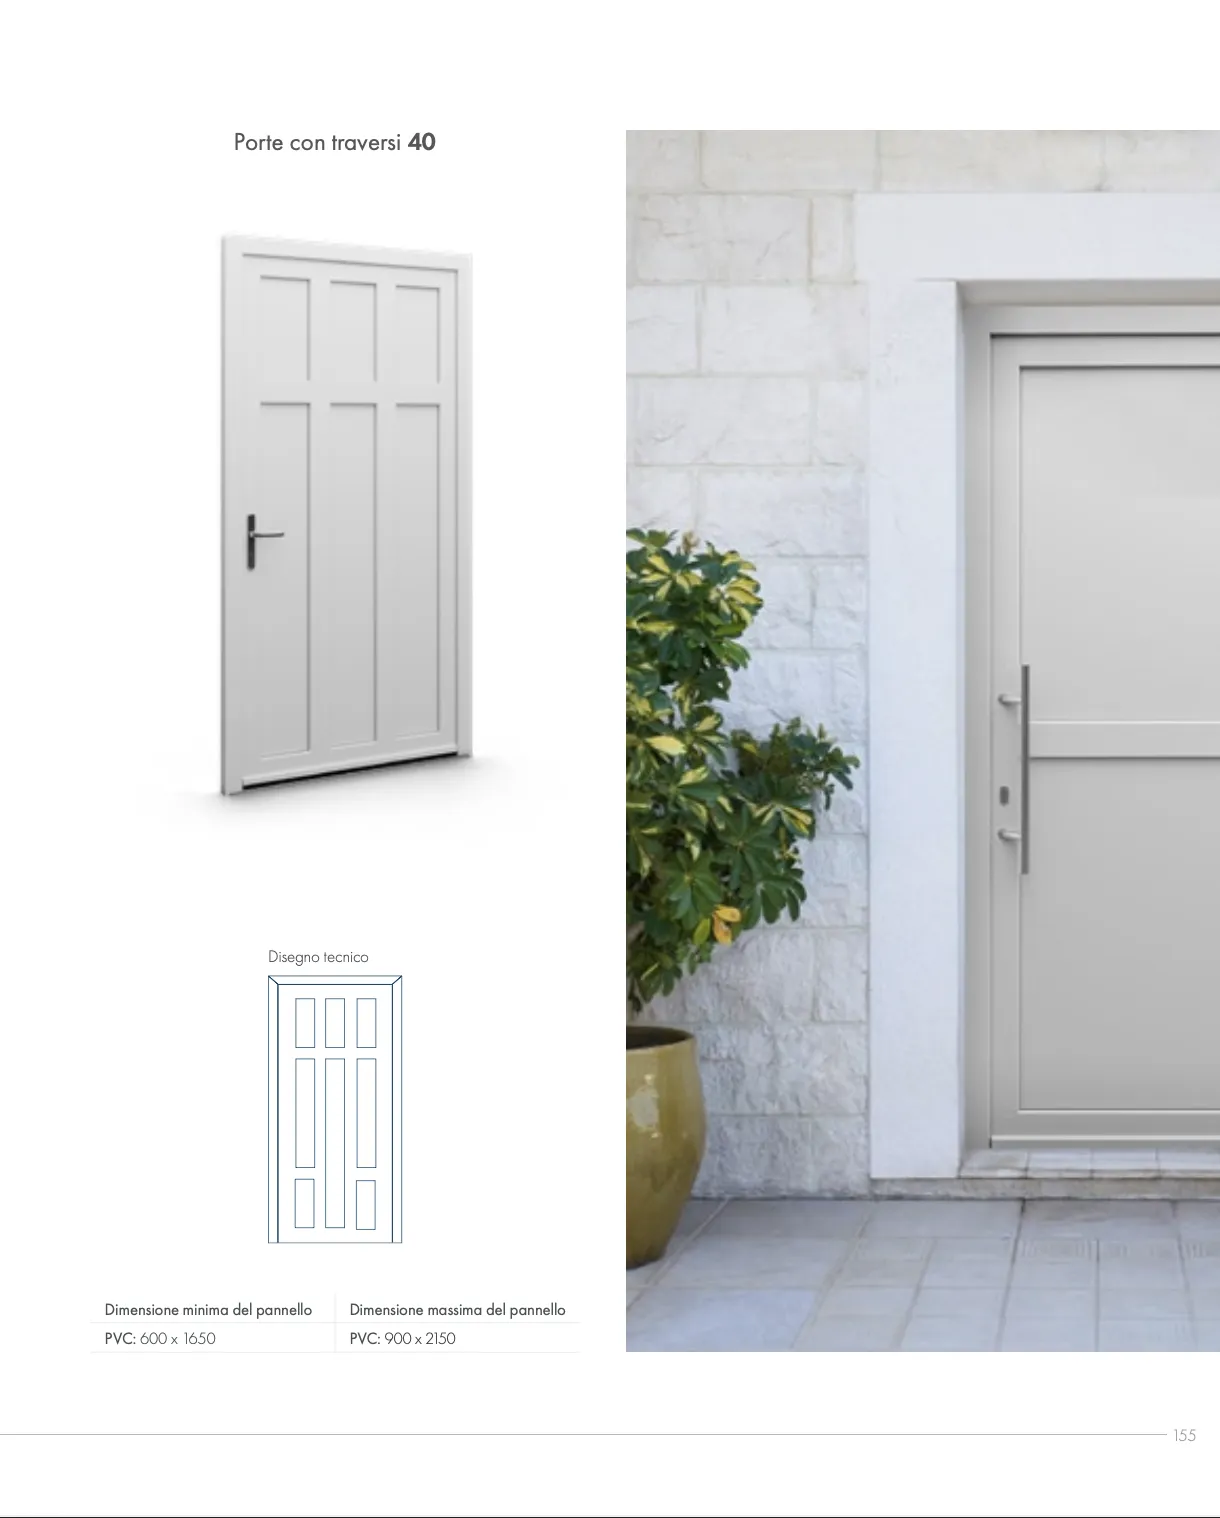 Porte con traversi 40
Disegno tecnico
Dimensione minima del pannello
Dimensione massima del pannello
PVC: 600 x 1650
PVC: 900 x 2150
155